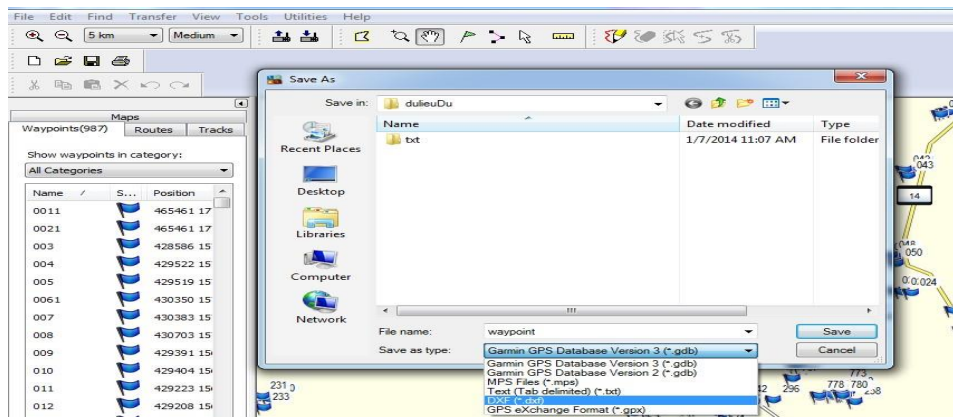 File Edit Find Transfer View Tools Utilities Help
5 km Medium
Save As
Save in: dulieuDu
Maps
Waypoints(987) Routes Tracks
Show waypoints in category:
All Categories
Name S... Position
0011 465461 17
0021 465461 17
003 428586 15
004 429522 15
005 429519 15
0061 430350 15
007 430383 15
008 430703 15
009 429391 15
010 429404 15
011 429223 15
012 429208 15
Recent Places
Desktop
Libraries
Computer
Network
Name Date modified Type
txt 1/7/2014 11:07 AM File folder
File name: waypoint Save
Save as type: Garmin GPS Database Version 3 (*.gdb) Cancel
Garmin GPS Database Version 3 (*.gdb)
Garmin GPS Database Version 2 (*.gdb)
MPS Files (*.mps)
Text (Tab delimited) (*.txt)
DXF (*.dxf)
GPS eXchange Format (*.gpx)
043
14
050
024
231
233
296
773
778 780